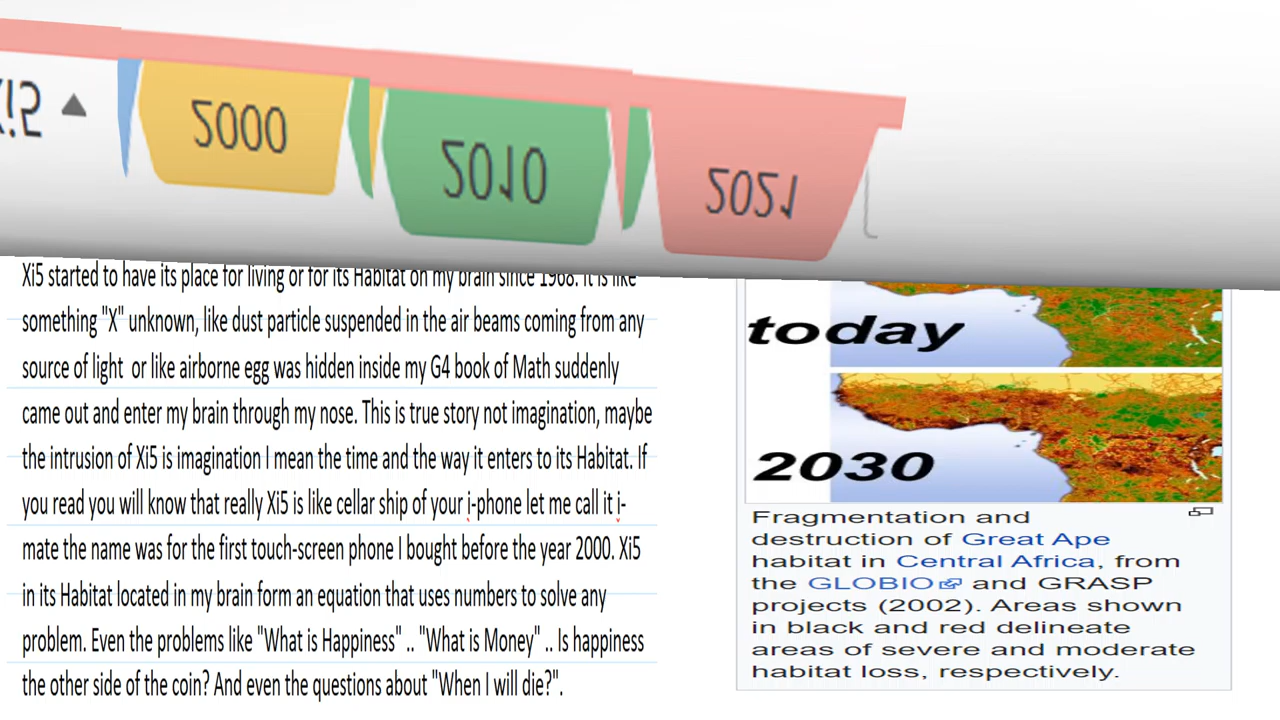 Xi5
2000
2010
2021
Xi5 started to have its place for living or for its Habitat on my brain since 1968. It is like
something "X" unknown, like dust particle suspended in the air beams coming from any
source of light or like airborne egg was hidden inside my G4 book of Math suddenly
came out and enter my brain through my nose. This is true story not imagination, maybe
the intrusion of Xi5 is imagination I mean the time and the way it enters to its Habitat. If
you read you will know that really Xi5 is like cellar ship of your i-phone let me call it i-
mate the name was for the first touch-screen phone I bought before the year 2000. Xi5
in its Habitat located in my brain form an equation that uses numbers to solve any
problem. Even the problems like "What is Happiness" .. "What is Money" .. Is happiness
the other side of the coin? And even the questions about "When I will die?".
today
2030
Fragmentation and
destruction of Great Ape
habitat in Central Africa, from
the GLOBIO and GRASP
projects (2002). Areas shown
in black and red delineate
areas of severe and moderate
habitat loss, respectively.